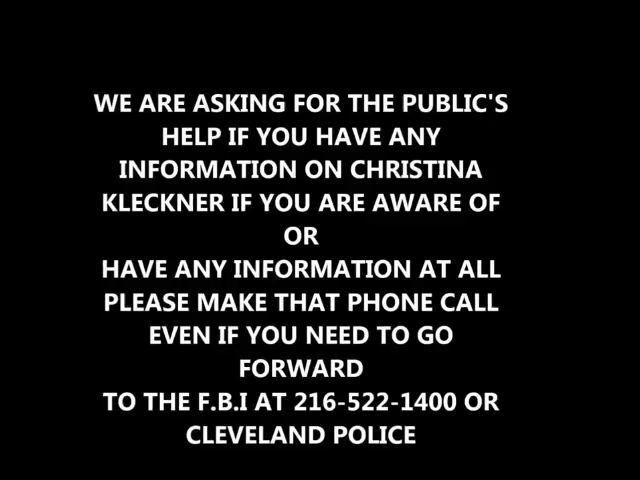 WE ARE ASKING FOR THE PUBLIC'S
HELP IF YOU HAVE ANY
INFORMATION ON CHRISTINA
KLECKNER IF YOU ARE AWARE OF
OR
HAVE ANY INFORMATION AT ALL
PLEASE MAKE THAT PHONE CALL
EVEN IF YOU NEED TO GO
FORWARD
TO THE F.B.I AT 216-522-1400 OR
CLEVELAND POLICE